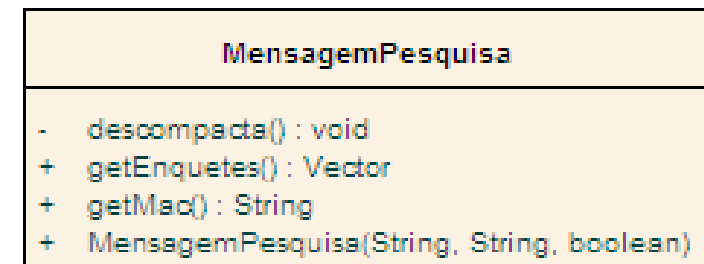 MensagemPesquisa
- descompacta() : void
+ getEnquetes() : Vector
+ getMac() : String
+ MensagemPesquisa(String, String, boolean)